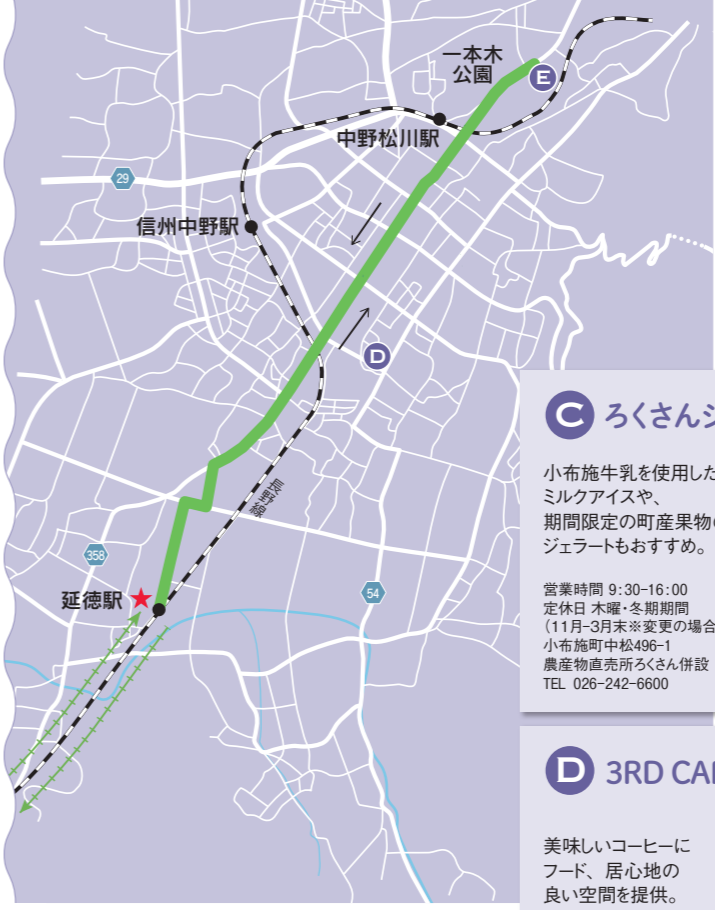 一本木
公園
E
中野松川駅
29
信州中野駅
D
長野線
358
延徳駅
54
C ろくさんジ
小布施牛乳を使用した
ミルクアイスや、
期間限定の町産果物の
ジェラートもおすすめ。
営業時間 9:30-16:00
定休日 木曜・冬期期間
（11月-3月末※変更の場合
小布施町中松496-1
農産物直売所ろくさん併設
TEL 026-242-6600
D 3RD CA
美味しいコーヒーに
フード、居心地の
良い空間を提供。